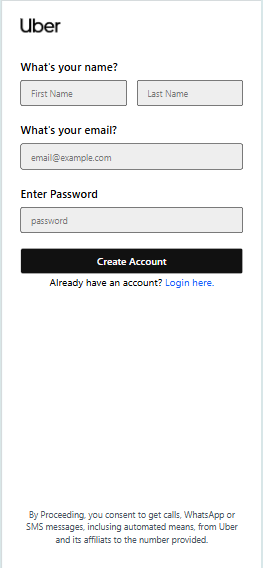 Uber
What's your name?
First Name Last Name
What's your email?
email@example.com
Enter Password
password
Create Account
Already have an account? Login here.
By Proceeding, you consent to get calls, WhatsApp or
SMS messages, inclusing automated means, from Uber
and its affiliats to the number provided.